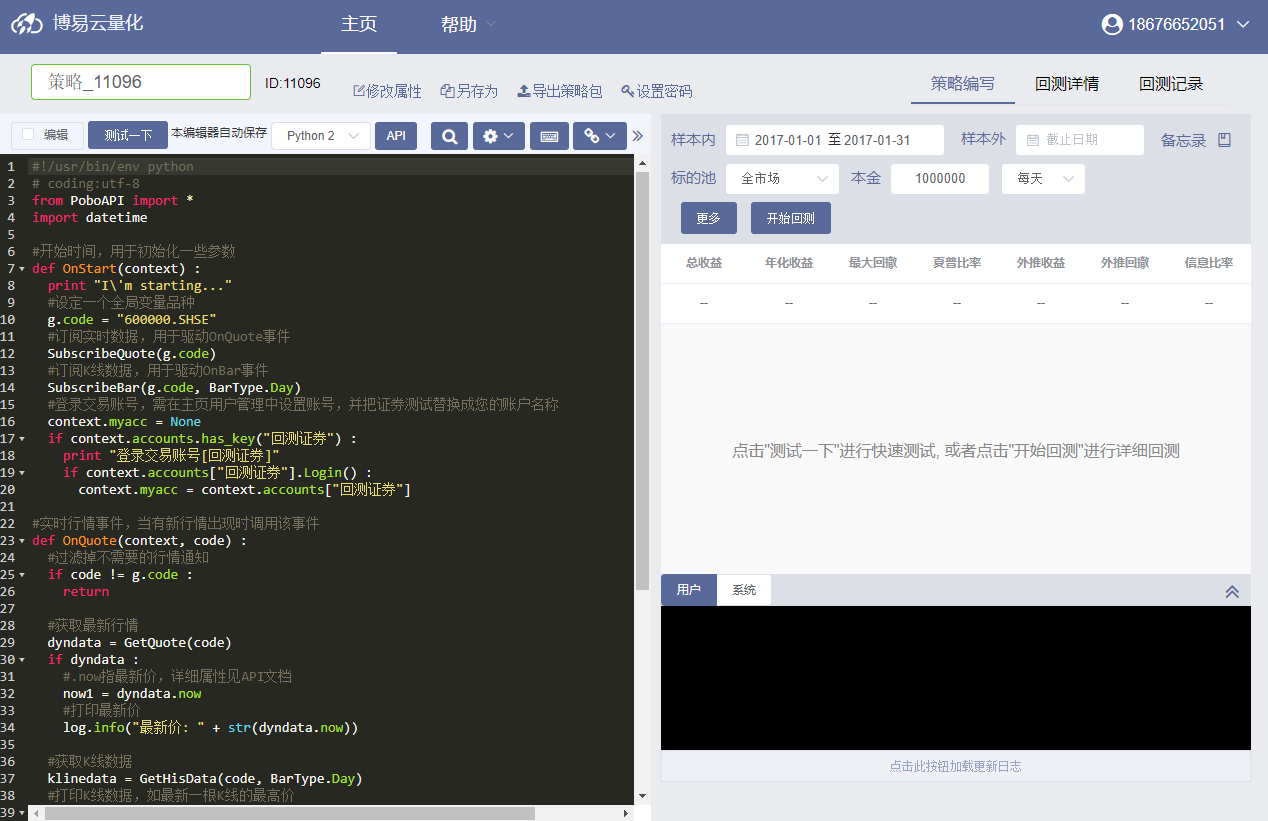 博易云量化
主页
帮助
18676652051
策略_11096
ID:11096
修改属性
另存为
导出策略包
设置密码
策略编写
回测详情
回测记录
编辑
测试一下
本编辑器自动保存
Python 2
API
样本内
2017-01-01 至2017-01-31
样本外
截止日期
备忘录
标的池
全市场
本金
1000000
每天
更多
开始回测
总收益
年化收益
最大回撤
夏普比率
外推收益
外推回撤
信息比率
--
--
--
--
--
--
--
点击"测试一下"进行快速测试, 或者点击"开始回测"进行详细回测
用户
系统
点击此按钮加载更新日志
1 #!/usr/bin/env python
2 # coding:utf-8
3 from PoboAPI import *
4 import datetime
5
6 #开始时间，用于初始化一些参数
7 def OnStart(context) :
8 print "I\'m starting..."
9 #设定一个全局变量品种
10 g.code = "600000.SHSE"
11 #订阅实时数据，用于驱动OnQuote事件
12 SubscribeQuote(g.code)
13 #订阅K线数据，用于驱动OnBar事件
14 SubscribeBar(g.code, BarType.Day)
15 #登录交易账号，需在主页用户管理中设置账号，并把证券测试替换成您的账户名称
16 context.myacc = None
17 if context.accounts.has_key("回测证券") :
18 print "登录交易账号[回测证券]"
19 if context.accounts["回测证券"].Login() :
20 context.myacc = context.accounts["回测证券"]
21
22 #实时行情事件，当有新行情出现时调用该事件
23 def OnQuote(context, code) :
24 #过滤掉不需要的行情通知
25 if code != g.code :
26 return
27
28 #获取最新行情
29 dyndata = GetQuote(code)
30 if dyndata :
31 #.now指最新价，详细属性见API文档
32 now1 = dyndata.now
33 #打印最新价
34 log.info("最新价: " + str(dyndata.now))
35
36 #获取K线数据
37 klinedata = GetHisData(code, BarType.Day)
38 #打印K线数据，如最新一根K线的最高价
39